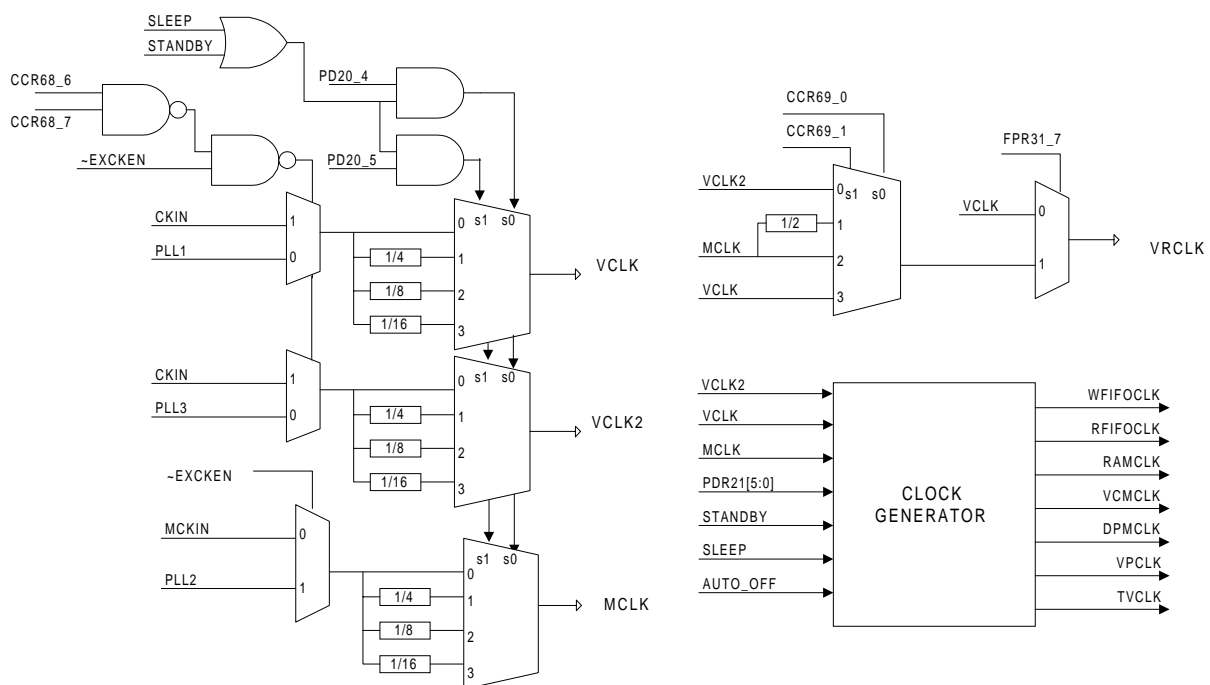 SLEEP
STANDBY
CCR68_6
CCR68_7
~EXCKEN
PD20_4
PD20_5
CKIN
PLL1
1
0
0
1
2
3
s1 s0
1/4
1/8
1/16
VCLK
CKIN
PLL3
1
0
0
1
2
3
s1 s0
1/4
1/8
1/16
VCLK2
~EXCKEN
MCKIN
PLL2
0
1
0
1
2
3
s1 s0
1/4
1/8
1/16
MCLK
CCR69_0
CCR69_1
FPR31_7
VCLK2
MCLK
VCLK
1/2
0
1
2
3
s1 s0
VCLK
0
1
VRCLK
VCLK2
VCLK
MCLK
PDR21[5:0]
STANDBY
SLEEP
AUTO_OFF
CLOCK
GENERATOR
WFIFOCLK
RFIFOCLK
RAMCLK
VCMCLK
DPMCLK
VPCLK
TVCLK